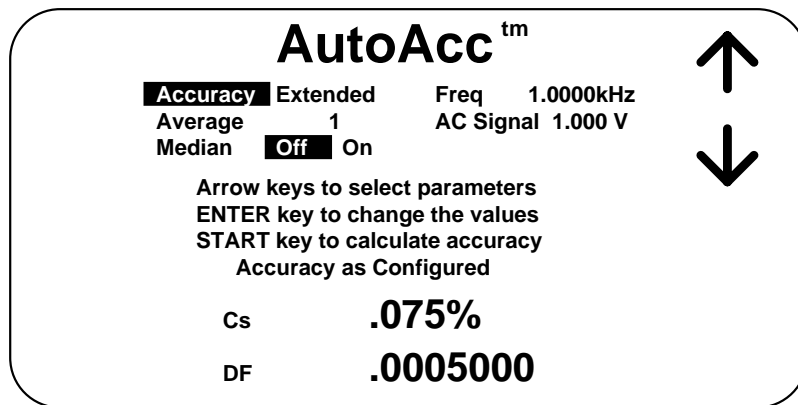 AutoAcc tm
Accuracy Extended Freq 1.0000kHz
Average 1 AC Signal 1.000 V
Median Off On
Arrow keys to select parameters
ENTER key to change the values
START key to calculate accuracy
Accuracy as Configured
Cs .075%
DF .0005000